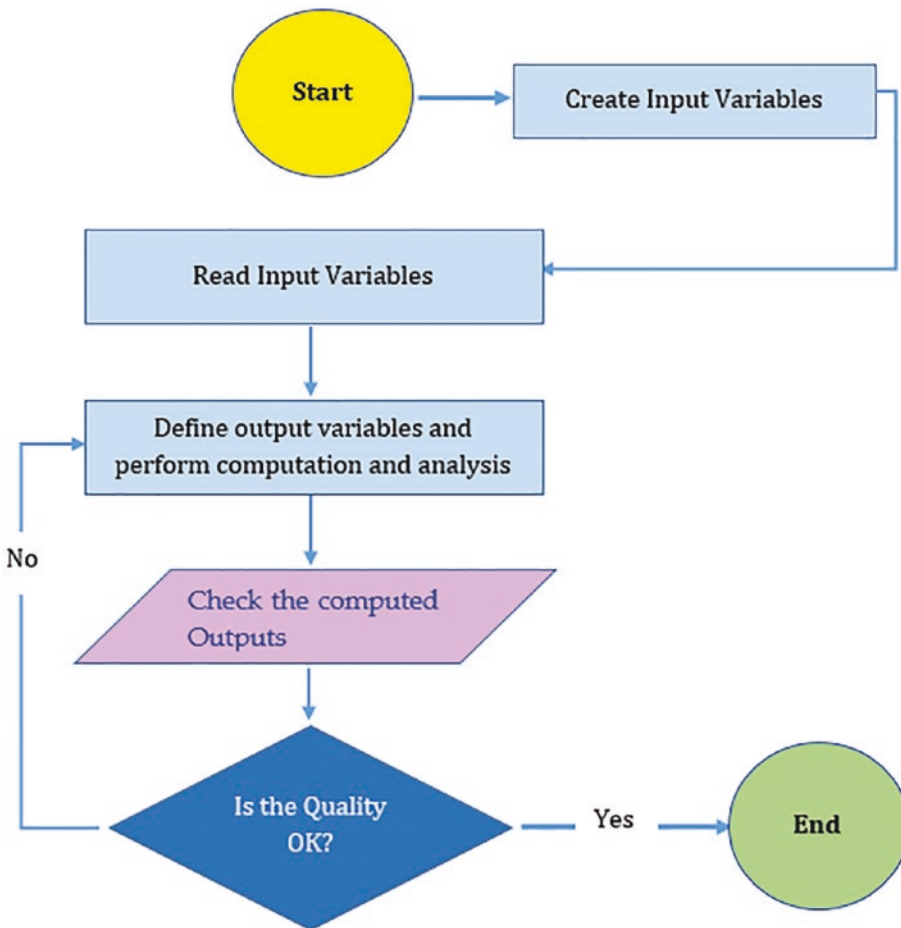 Start
Create Input Variables
Read Input Variables
Define output variables and
perform computation and analysis
No
Check the computed
Outputs
Is the Quality
OK?
Yes
End